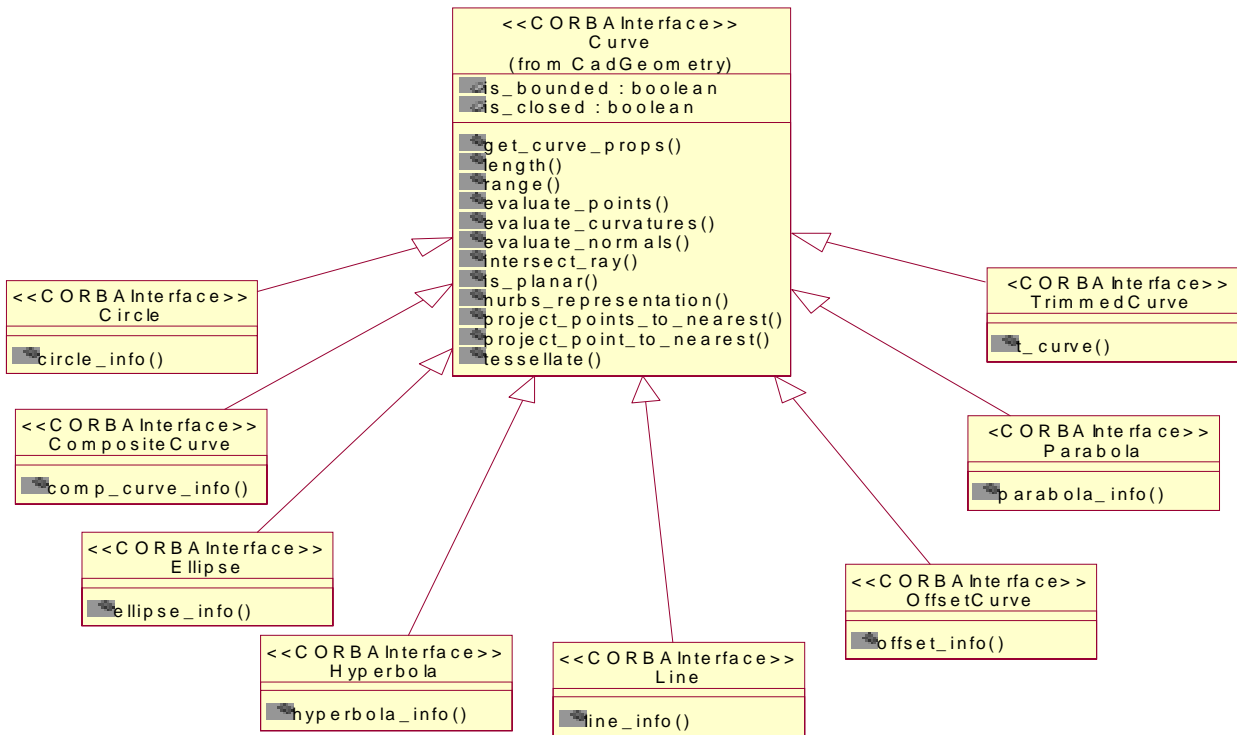 <<CORBAInterface>>
Curve
(from CadGeometry)
is_bounded : boolean
is_closed : boolean
get_curve_props()
length()
range()
evaluate_points()
evaluate_curvatures()
evaluate_normals()
intersect_ray()
is_planar()
nurbs_representation()
project_points_to_nearest()
project_point_to_nearest()
tessellate()
<<CORBAInterface>>
Circle
circle_info()
<CORBAInterface>>
TrimmedCurve
t_curve()
<<CORBAInterface>>
CompositeCurve
comp_curve_info()
<CORBAInterface>>
Parabola
parabola_info()
<<CORBAInterface>>
Ellipse
ellipse_info()
<<CORBAInterface>>
OffsetCurve
offset_info()
<<CORBAInterface>>
Hyperbola
hyperbola_info()
<<CORBAInterface>>
Line
line_info()